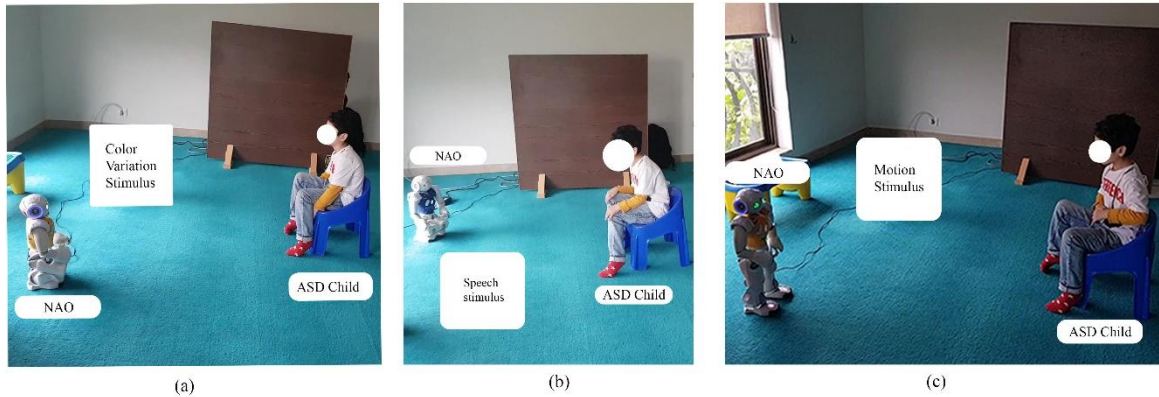 Color
Variation
Stimulus
NAO
ASD Child
(a)
NAO
Speech
stimulus
ASD Child
(b)
NAO
Motion
Stimulus
ASD Child
(c)